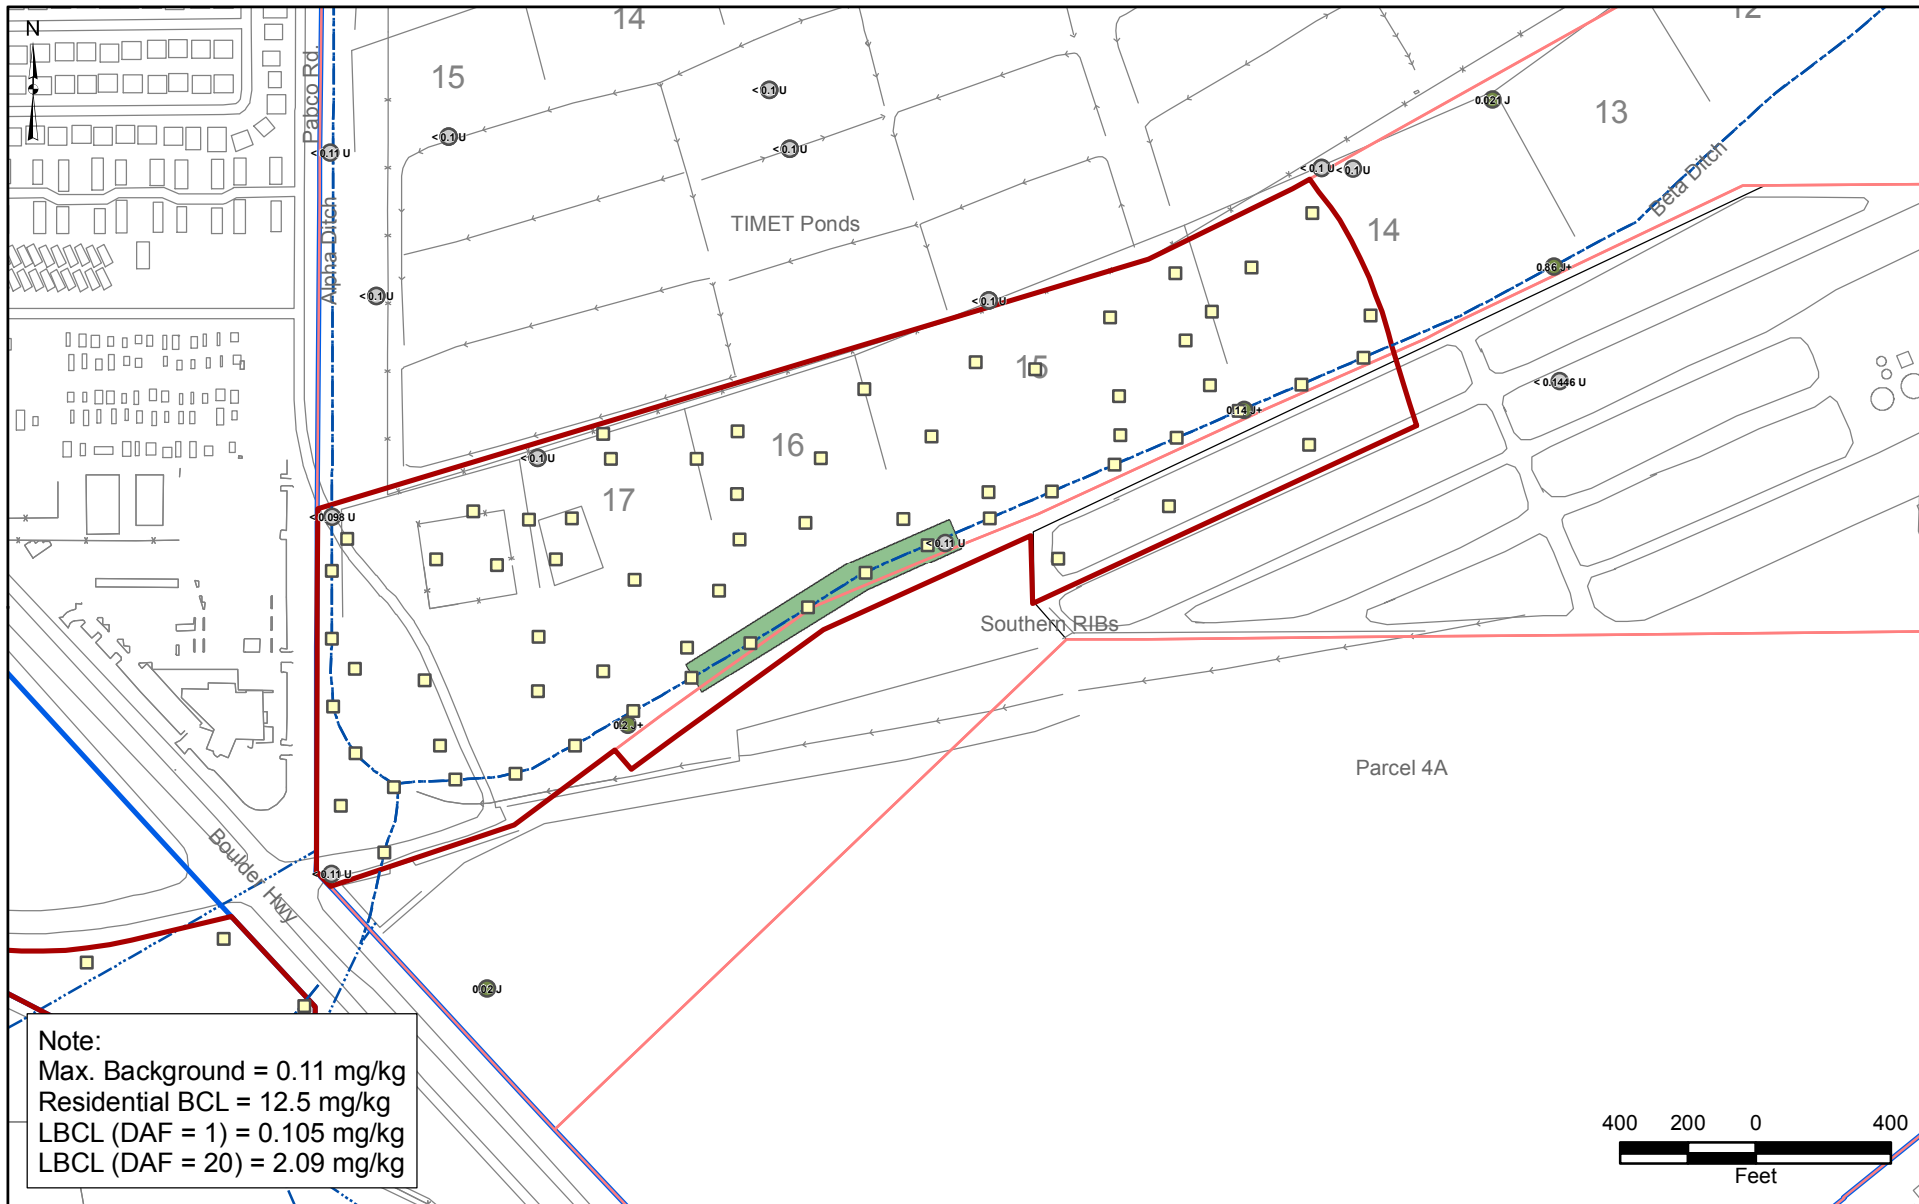 N
14
12
15
Pabco Rd.
< 0.1 U
0.021 J
13
< 0.1 U
< 0.11 U
< 0.1 U
< 0.1 U
< 0.1 U
Beta Ditch
TIMET Ponds
14
Alpha Ditch
0.86 J+
< 0.1 U
< 0.1 U
15
< 0.1446 U
0.14 J+
16
< 0.1 U
17
< 0.098 U
< 0.11 U
Southern RIBs
0.2 J+
Parcel 4A
Boulder Hwy
< 0.11 U
0.02 J
Note:
Max. Background = 0.11 mg/kg
Residential BCL = 12.5 mg/kg
LBCL (DAF = 1) = 0.105 mg/kg
LBCL (DAF = 20) = 2.09 mg/kg
400 200 0 400
Feet